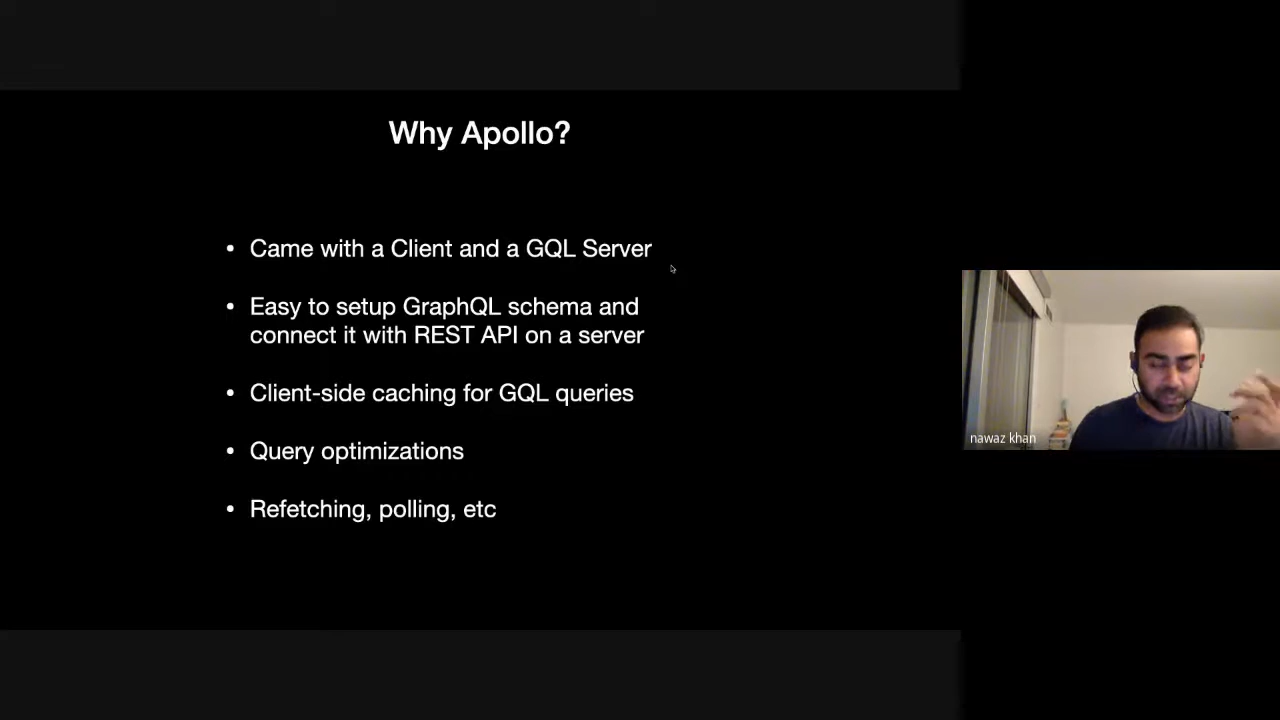 Why Apollo?
• Came with a Client and a GQL Server
• Easy to setup GraphQL schema and
connect it with REST API on a server
• Client-side caching for GQL queries
• Query optimizations
• Refetching, polling, etc
nawaz khan